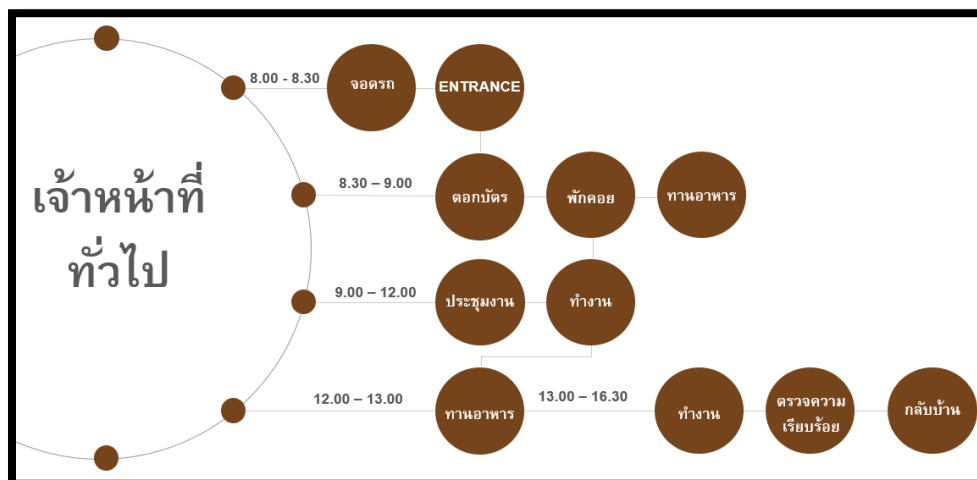 เจ้าหน้าที่
ทั่วไป
8.00 - 8.30
จอดรถ
ENTRANCE
8.30 – 9.00
ตอกบัตร
พักคอย
ทานอาหาร
9.00 – 12.00
ประชุมงาน
ทำงาน
12.00 – 13.00
ทานอาหาร
13.00 – 16.30
ทำงาน
ตรวจความ
เรียบร้อย
กลับบ้าน